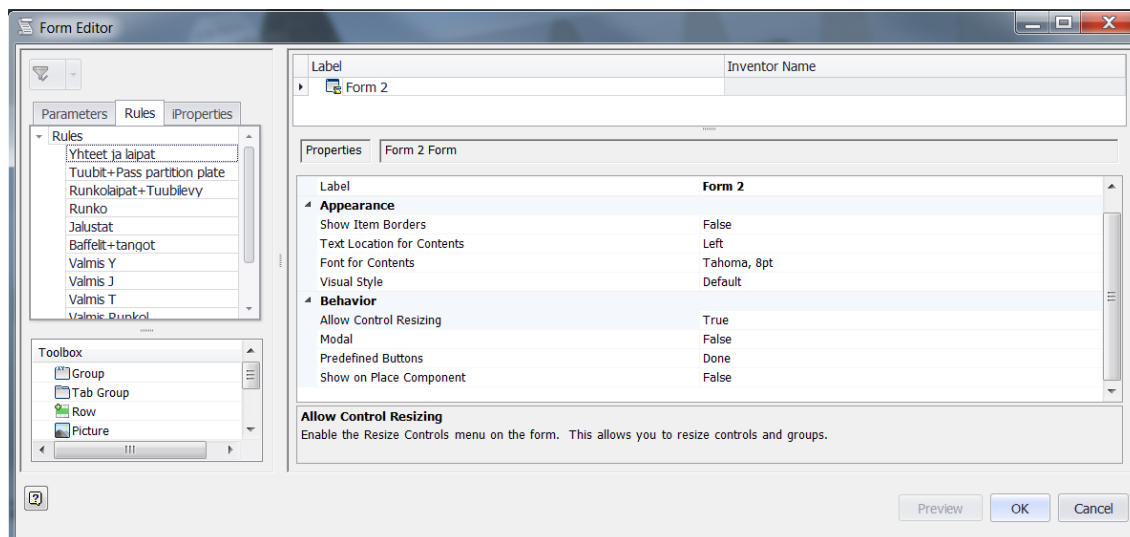 Form Editor
Parameters Rules iProperties
Rules
Yhteet ja laipat
Tuubit+Pass partition plate
Runkolaipat+Tuubilevy
Runko
Jalustat
Baffelit+tangot
Valmis Y
Valmis J
Valmis T
Valmis Runkol
Toolbox
Group
Tab Group
Row
Picture
Label Inventor Name
Form 2
Properties Form 2 Form
Label Form 2
Appearance
Show Item Borders False
Text Location for Contents Left
Font for Contents Tahoma, 8pt
Visual Style Default
Behavior
Allow Control Resizing True
Modal False
Predefined Buttons Done
Show on Place Component False
Allow Control Resizing
Enable the Resize Controls menu on the form. This allows you to resize controls and groups.
Preview OK Cancel